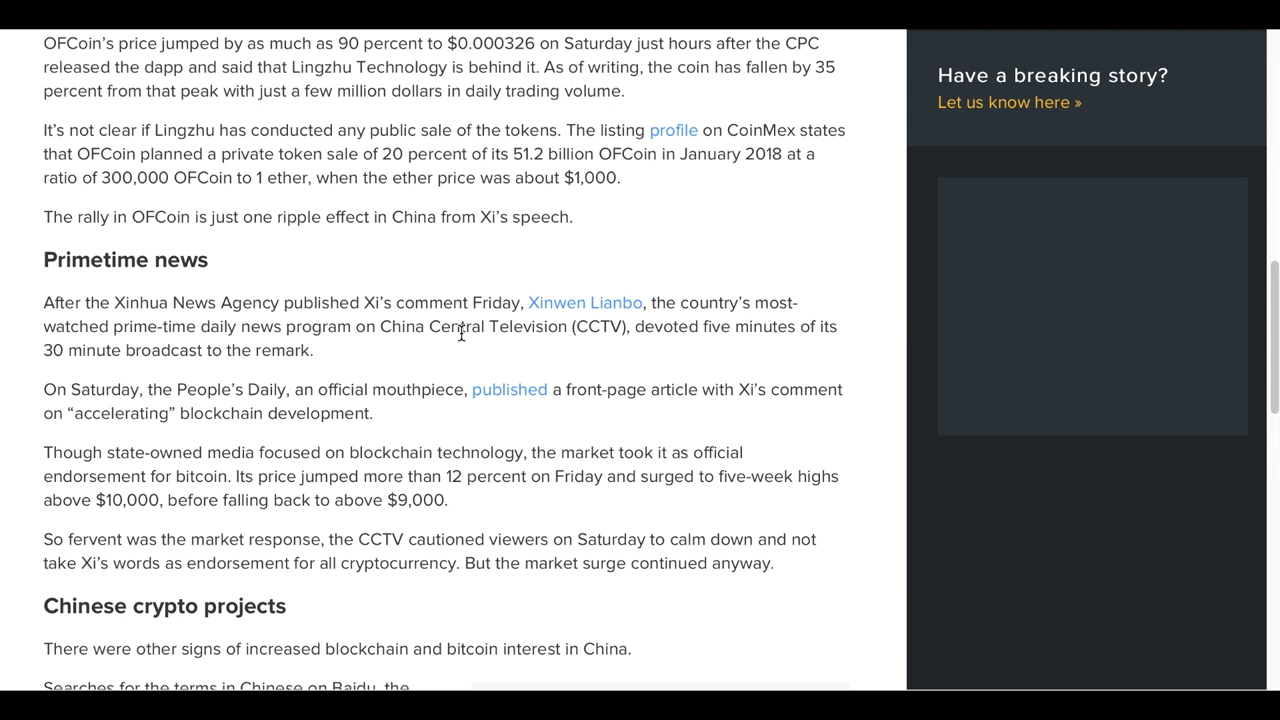 OFCoin’s price jumped by as much as 90 percent to $0.000326 on Saturday just hours after the CPC
released the dapp and said that Lingzhu Technology is behind it. As of writing, the coin has fallen by 35
percent from that peak with just a few million dollars in daily trading volume.
It’s not clear if Lingzhu has conducted any public sale of the tokens. The listing profile on CoinMex states
that OFCoin planned a private token sale of 20 percent of its 51.2 billion OFCoin in January 2018 at a
ratio of 300,000 OFCoin to 1 ether, when the ether price was about $1,000.
The rally in OFCoin is just one ripple effect in China from Xi’s speech.
Primetime news
After the Xinhua News Agency published Xi’s comment Friday, Xinwen Lianbo, the country’s most-
watched prime-time daily news program on China Central Television (CCTV), devoted five minutes of its
30 minute broadcast to the remark.
On Saturday, the People’s Daily, an official mouthpiece, published a front-page article with Xi’s comment
on “accelerating” blockchain development.
Though state-owned media focused on blockchain technology, the market took it as official
endorsement for bitcoin. Its price jumped more than 12 percent on Friday and surged to five-week highs
above $10,000, before falling back to above $9,000.
So fervent was the market response, the CCTV cautioned viewers on Saturday to calm down and not
take Xi’s words as endorsement for all cryptocurrency. But the market surge continued anyway.
Chinese crypto projects
There were other signs of increased blockchain and bitcoin interest in China.
Searches for the terms in Chinese on Baidu, the
Have a breaking story?
Let us know here »